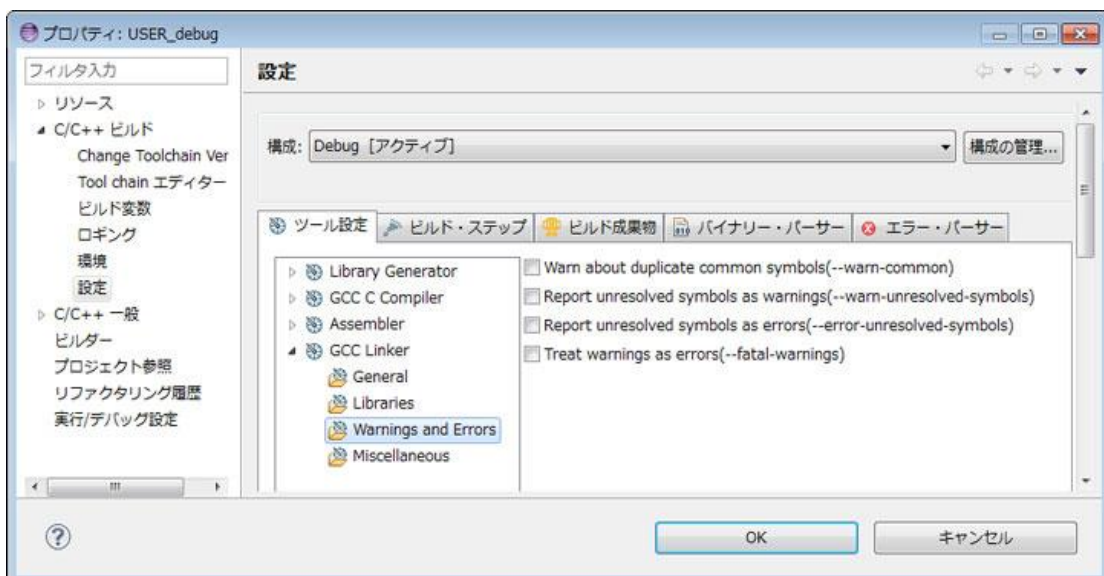 プロパティ: USER_debug
フィルタ入力
リソース
C/C++ ビルド
Change Toolchain Ver
Tool chain エディター
ビルド変数
ロギング
環境
設定
C/C++ 一般
ビルダー
プロジェクト参照
リファクタリング履歴
実行/デバッグ設定
設定
構成: Debug [アクティブ] 構成の管理...
ツール設定 ビルド・ステップ ビルド成果物 バイナリー・パーサー エラー・パーサー
Library Generator
GCC C Compiler
Assembler
GCC Linker
General
Libraries
Warnings and Errors
Miscellaneous
Warn about duplicate common symbols(--warn-common)
Report unresolved symbols as warnings(--warn-unresolved-symbols)
Report unresolved symbols as errors(--error-unresolved-symbols)
Treat warnings as errors(--fatal-warnings)
OK キャンセル